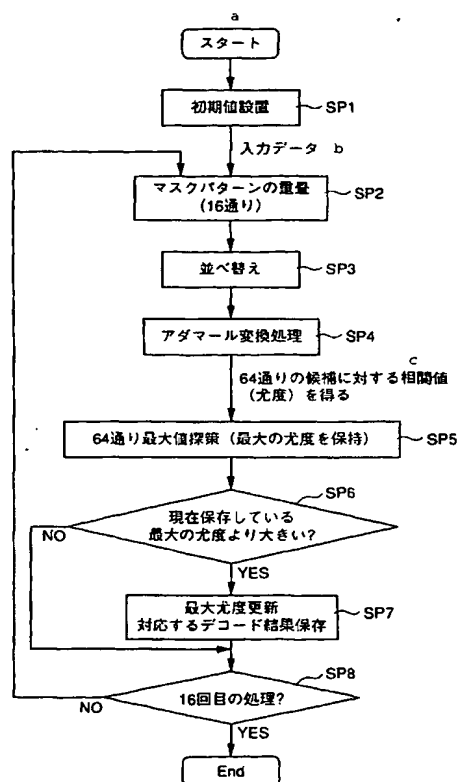 a
スタート
初期値設置
SP1
入力データ b
マスクパターンの重畳
(16通り)
SP2
並べ替え
SP3
アダマール変換処理
SP4
c
64通りの候補に対する相関値
(尤度)を得る
64通り最大値探策(最大の尤度を保持)
SP5
SP6
現在保存している
最大の尤度より大きい?
NO
YES
最大尤度更新
対応するデコード結果保存
SP7
SP8
16回目の処理?
NO
YES
End